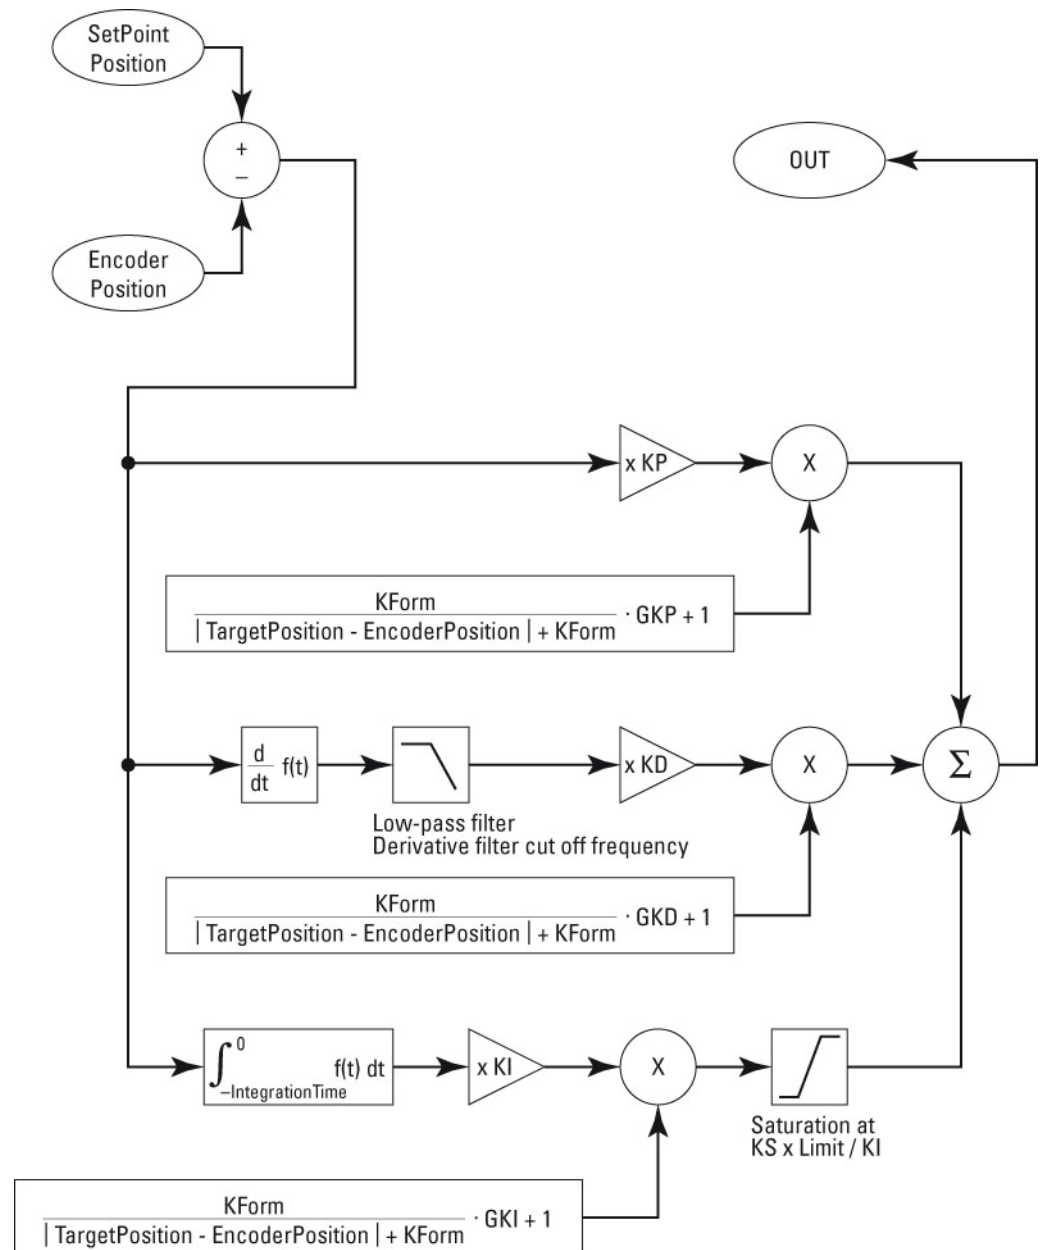 SetPoint
Position
+
−
OUT
Encoder
Position
x KP
X
KForm
| TargetPosition - EncoderPosition | + KForm
· GKP + 1
d
dt
f(t)
x KD
X
Σ
Low-pass filter
Derivative filter cut off frequency
KForm
| TargetPosition - EncoderPosition | + KForm
· GKD + 1
∫
0
−IntegrationTime
f(t) dt
x KI
X
Saturation at
KS x Limit / KI
KForm
| TargetPosition - EncoderPosition | + KForm
· GKI + 1